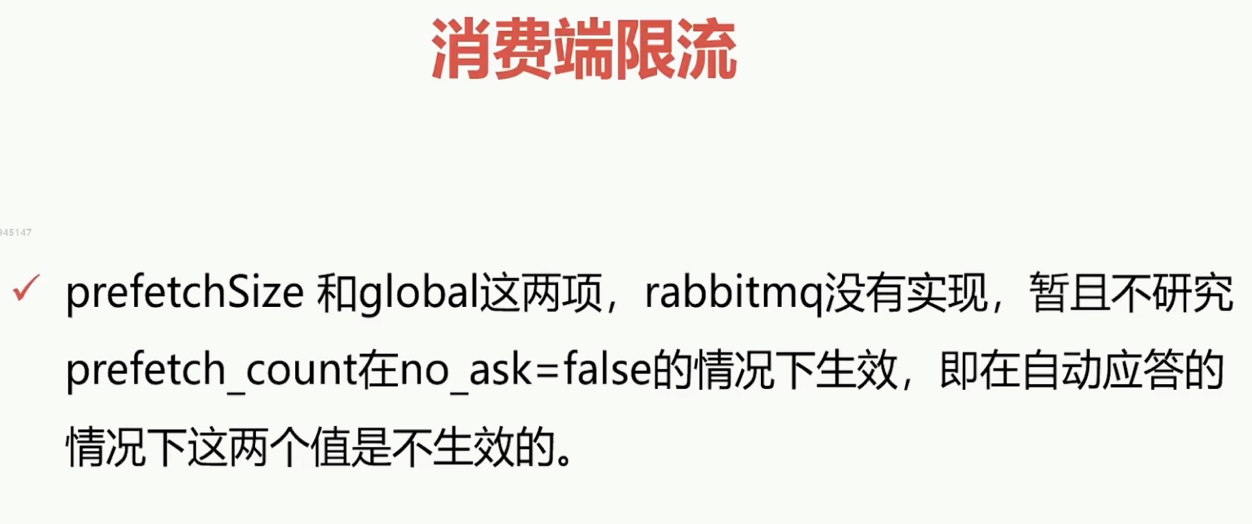 消费端限流
945147
prefetchSize 和global这两项，rabbitmq没有实现，暂且不研究
prefetch_count在no_ask=false的情况下生效，即在自动应答的
情况下这两个值是不生效的。